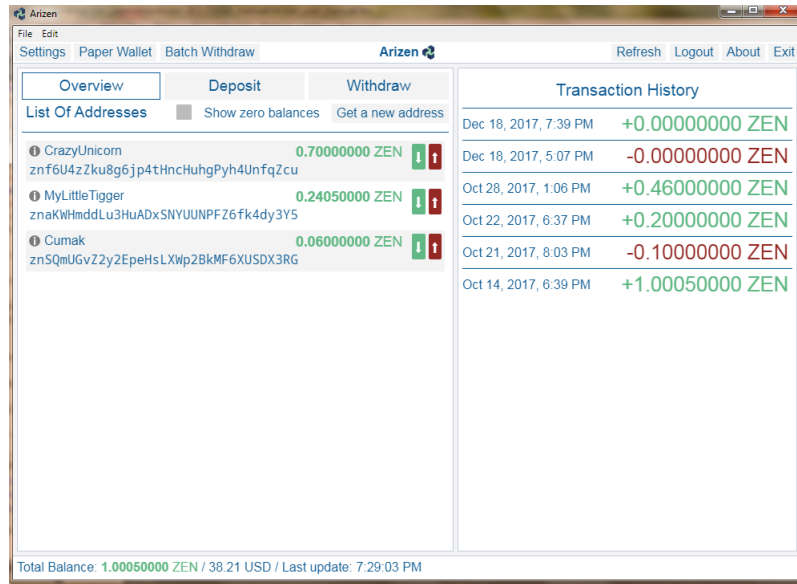 Arizen
File Edit
Settings Paper Wallet Batch Withdraw Arizen Refresh Logout About Exit
Overview Deposit Withdraw
List Of Addresses Show zero balances Get a new address
CrazyUnicorn 0.70000000 ZEN
znf6U4zZku8g6jp4tHncHuhgPyh4UnfqZcu
MyLittleTigger 0.24050000 ZEN
znaKWHmddLu3HuADxSNYUUNPFZ6fk4dy3Y5
Cumak 0.06000000 ZEN
znSQmUGvZ2y2EpeHsLXWp2BkMF6XUSDX3RG
Transaction History
Dec 18, 2017, 7:39 PM +0.00000000 ZEN
Dec 18, 2017, 5:07 PM -0.00000000 ZEN
Oct 28, 2017, 1:06 PM +0.46000000 ZEN
Oct 22, 2017, 6:37 PM +0.20000000 ZEN
Oct 21, 2017, 8:03 PM -0.10000000 ZEN
Oct 14, 2017, 6:39 PM +1.00050000 ZEN
Total Balance: 1.00050000 ZEN / 38.21 USD / Last update: 7:29:03 PM